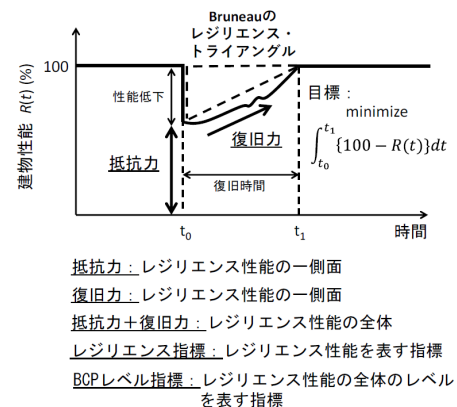 Bruneauの
レジリエンス・
トライアングル
100
建物性能 R(t) (%)
性能低下
抵抗力
復旧力
復旧時間
目標：
minimize
∫_{t₀}^{t₁}{100 − R(t)}dt
t₀
t₁
時間
抵抗力：レジリエンス性能の一側面
復旧力：レジリエンス性能の一側面
抵抗力＋復旧力：レジリエンス性能の全体
レジリエンス指標：レジリエンス性能を表す指標
BCPレベル指標：レジリエンス性能の全体のレベル
を表す指標